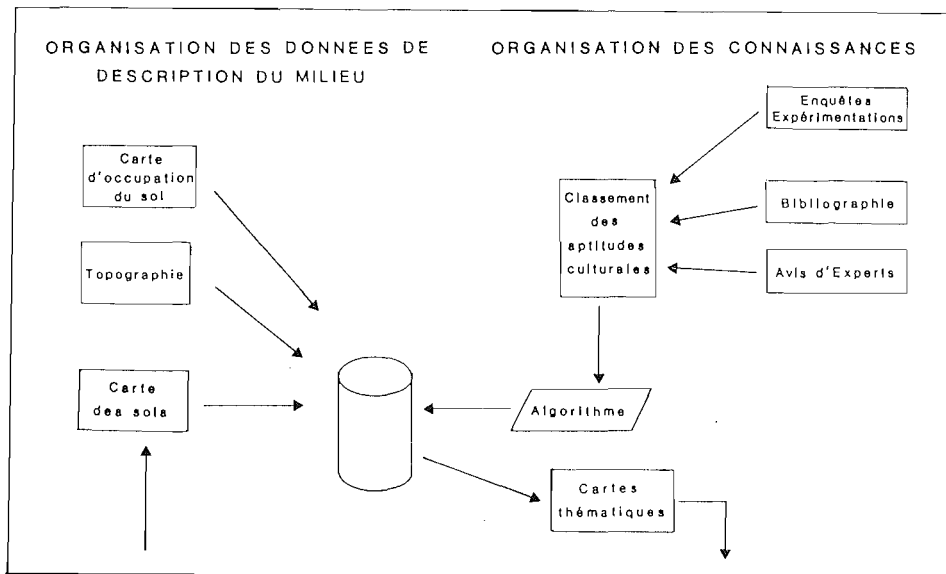 ORGANISATION DES DONNEES DE
DESCRIPTION DU MILIEU
ORGANISATION DES CONNAISSANCES
Enquêtes
Expérimentations
Carte
d'occupation
du sol
Classement
des
aptitudes
culturales
Bibliographie
Topographie
Avis d'Experts
Carte
des sols
Algorithme
Cartes
thématiques